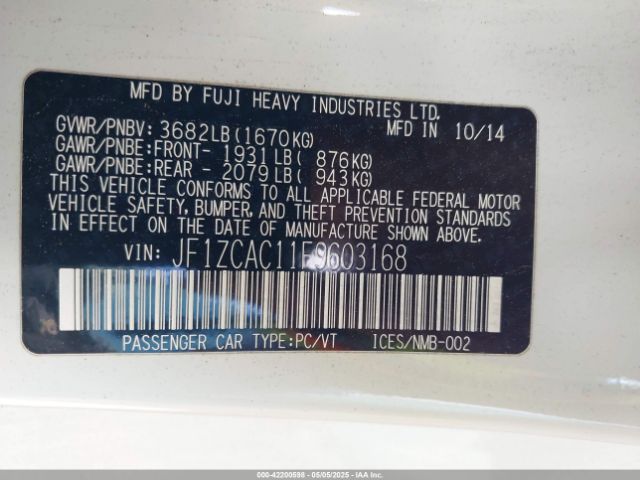 MFD BY FUJI HEAVY INDUSTRIES LTD.
GVWR/PNBV: 3682LB(1670KG) MFD IN 10/14
GAWR/PNBE:FRONT- 1931LB( 876KG)
GAWR/PNBE:REAR - 2079LB( 943KG)
THIS VEHICLE CONFORMS TO ALL APPLICABLE FEDERAL MOTOR
VEHICLE SAFETY, BUMPER, AND THEFT PREVENTION STANDARDS
IN EFFECT ON THE DATE OF MANUFACTURE SHOWN ABOVE.
VIN: JF1ZCAC11F9603168
PASSENGER CAR TYPE:PC/VT ICES/NMB-002
000-42200598 - 05/05/2025 - IAAI.COM